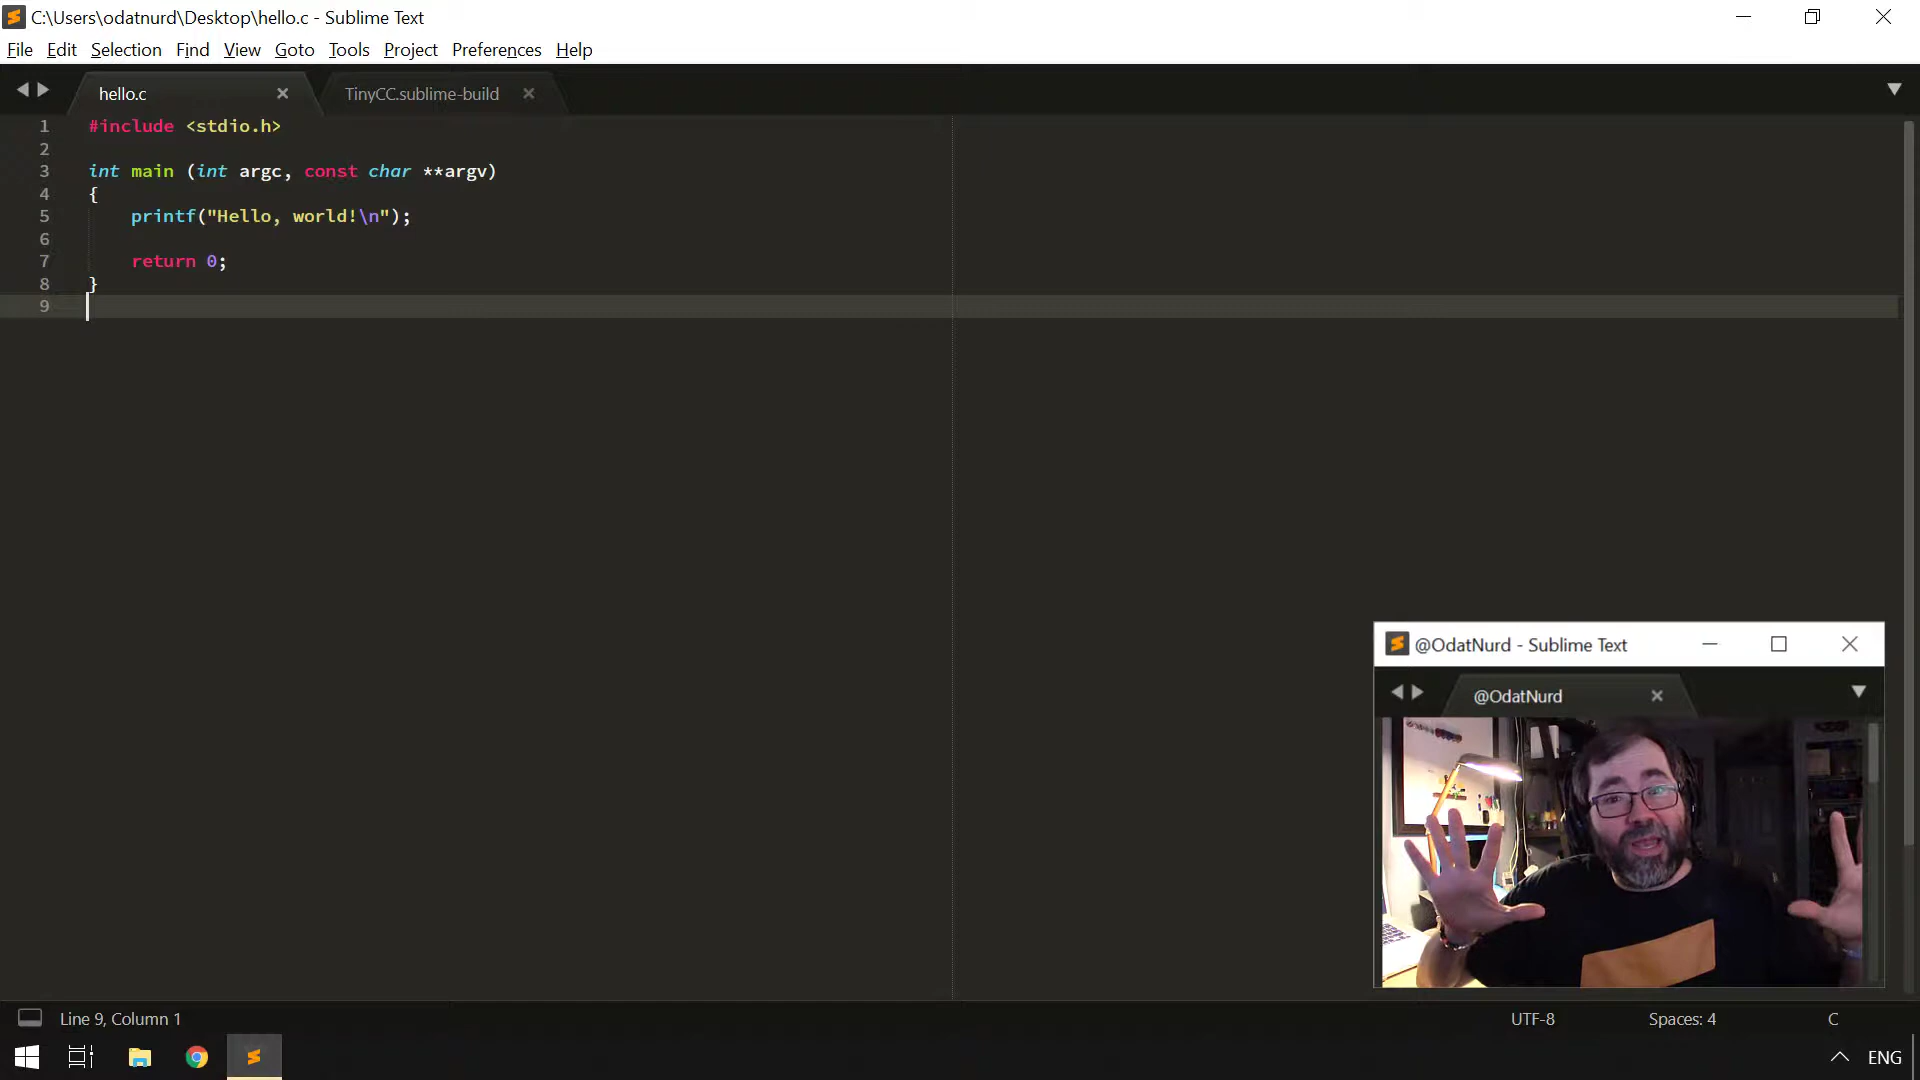 C:\Users\odatnurd\Desktop\hello.c - Sublime Text
File Edit Selection Find View Goto Tools Project Preferences Help
hello.c
TinyCC.sublime-build
1 #include <stdio.h>
2
3 int main (int argc, const char **argv)
4 {
5 printf("Hello, world!\n");
6
7 return 0;
8 }
9
@OdatNurd - Sublime Text
@OdatNurd
Line 9, Column 1
UTF-8
Spaces: 4
C
ENG